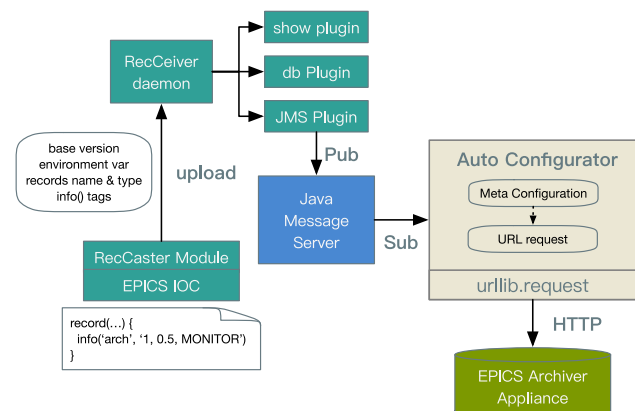 show plugin
RecCeiver
daemon
db Plugin
JMS Plugin
Pub
base version
environment var
records name & type
info() tags
upload
Java
Message
Server
Sub
Auto Configurator
Meta Configuration
URL request
urllib.request
RecCaster Module
EPICS IOC
HTTP
record(...) {
info(‘arch’, ‘1, 0.5, MONITOR’)
}
EPICS Archiver
Appliance